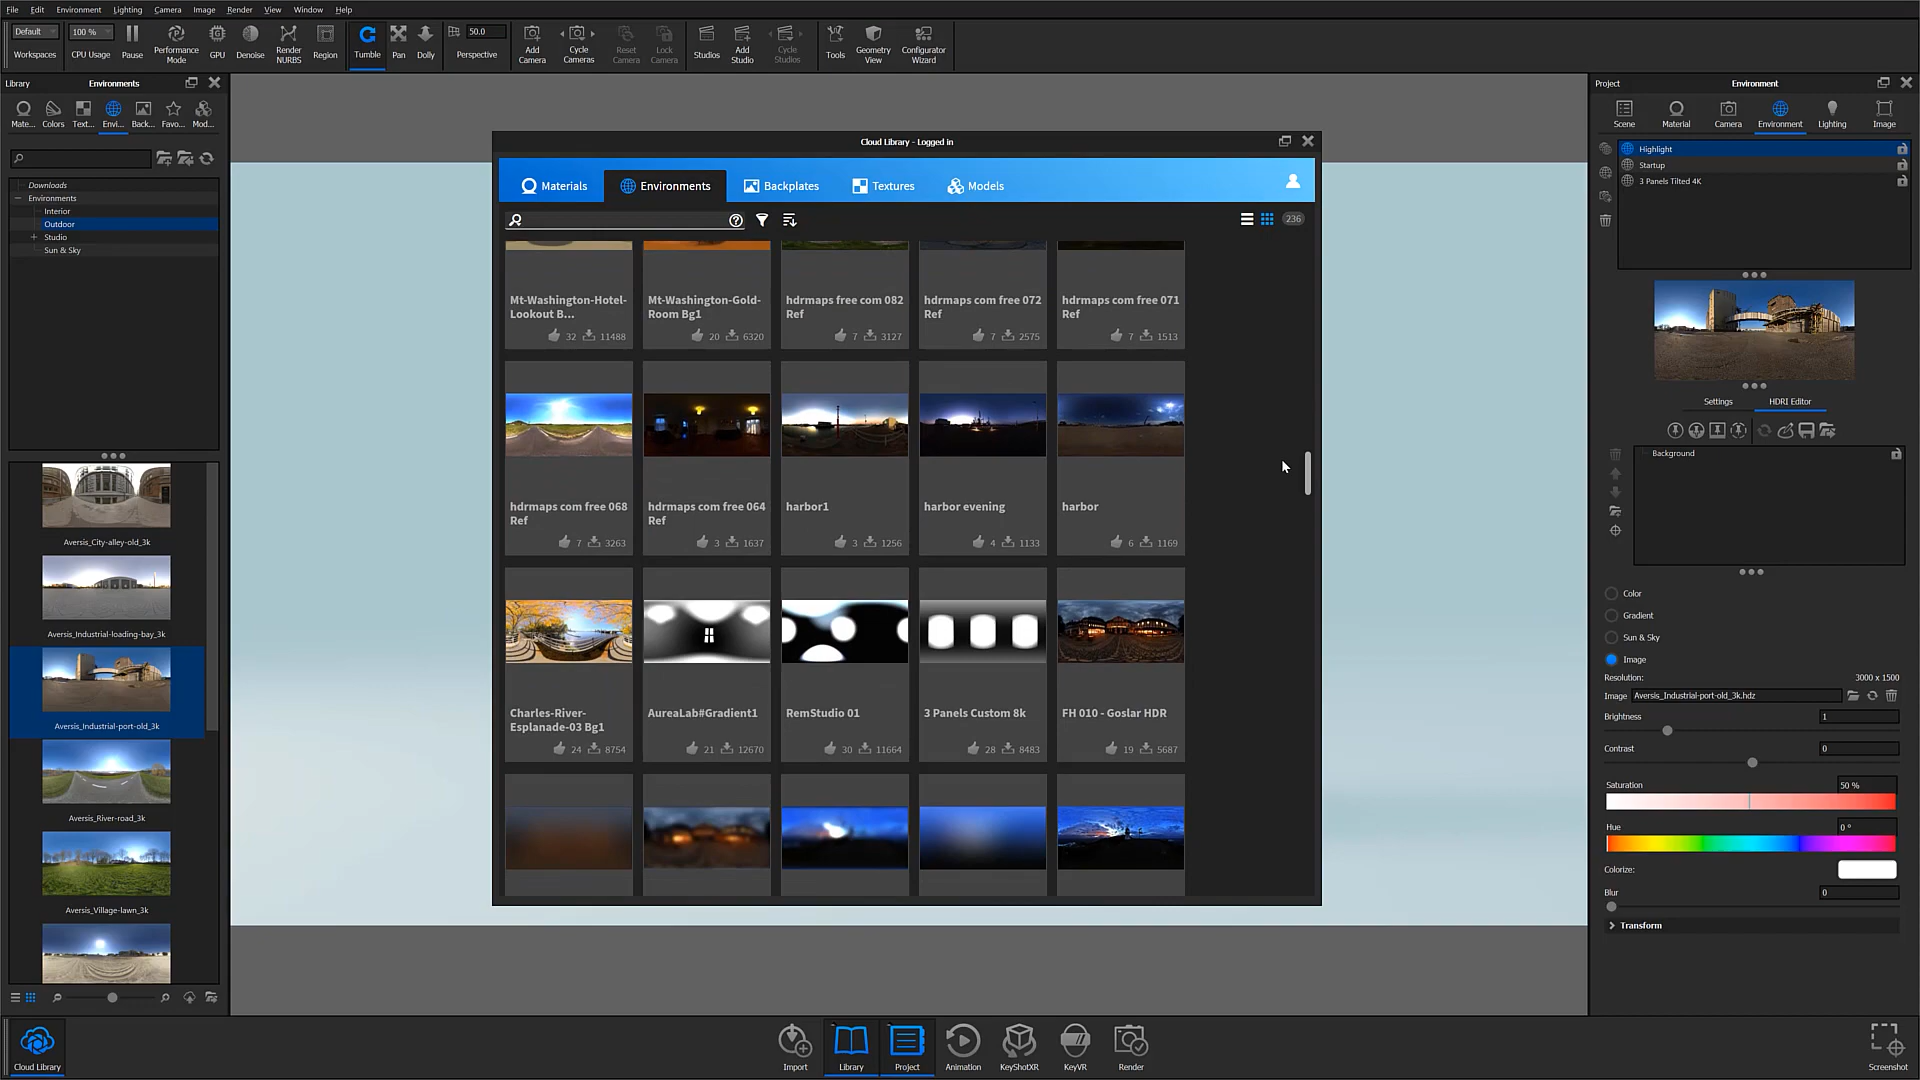 File Edit Environment Lighting Camera Image Render View Window Help
Default 100 % 50.0
Workspaces CPU Usage Pause Performance Mode GPU Denoise Render NURBS Region Tumble Pan Dolly Perspective Add Camera Cycle Cameras Reset Camera Lock Camera Studios Add Studio Cycle Studios Tools Geometry View Configurator Wizard
Library Environments
Mate... Colors Text... Envi... Back... Favo... Mod...
Downloads
Environments
Interior
Outdoor
Studio
Sun & Sky
Aversis_City-alley-old_3k
Aversis_Industrial-loading-bay_3k
Aversis_Industrial-port-old_3k
Aversis_River-road_3k
Aversis_Village-lawn_3k
Cloud Library - Logged in
Materials Environments Backplates Textures Models
236
Mt-Washington-Hotel-Lookout B... 32 11488
Mt-Washington-Gold-Room Bg1 20 6320
hdrmaps com free 082 Ref 7 3127
hdrmaps com free 072 Ref 7 2575
hdrmaps com free 071 Ref 7 1513
hdrmaps com free 068 Ref 7 3263
hdrmaps com free 064 Ref 3 1637
harbor1 3 1256
harbor evening 4 1133
harbor 6 1169
Charles-River-Esplanade-03 Bg1 24 8754
AureaLab#Gradient1 21 12670
RemStudio 01 30 11664
3 Panels Custom 8k 28 8483
FH 010 - Goslar HDR 19 5687
Project Environment
Scene Material Camera Environment Lighting Image
Highlight
Startup
3 Panels Tilted 4K
Settings HDRI Editor
Background
Color
Gradient
Sun & Sky
Image
Resolution: 3000 x 1500
Image Aversis_Industrial-port-old_3k.hdz
Brightness 1
Contrast 0
Saturation 50 %
Hue 0 °
Colorize:
Blur 0
Transform
Cloud Library Import Library Project Animation KeyShotXR KeyVR Render Screenshot